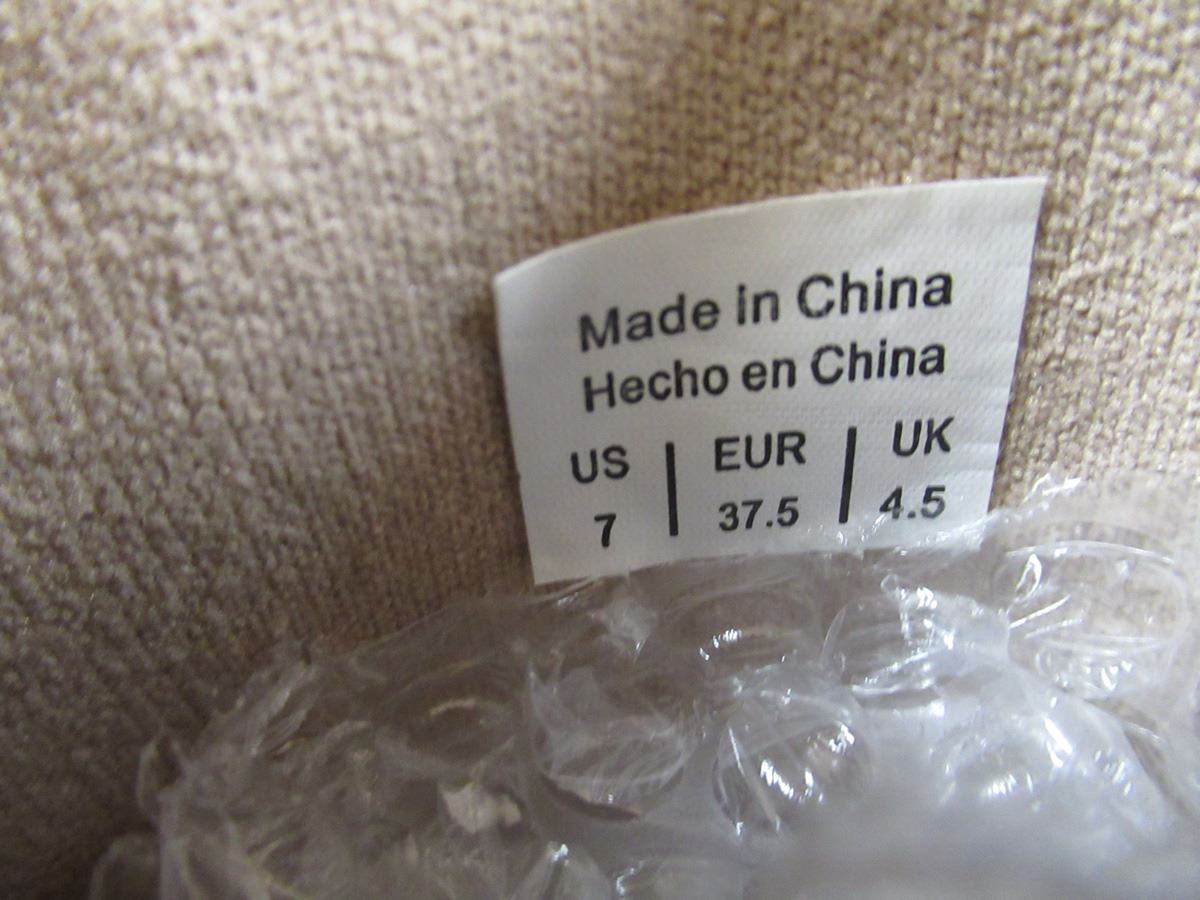 Made in China
Hecho en China
US | EUR | UK
7 | 37.5 | 4.5